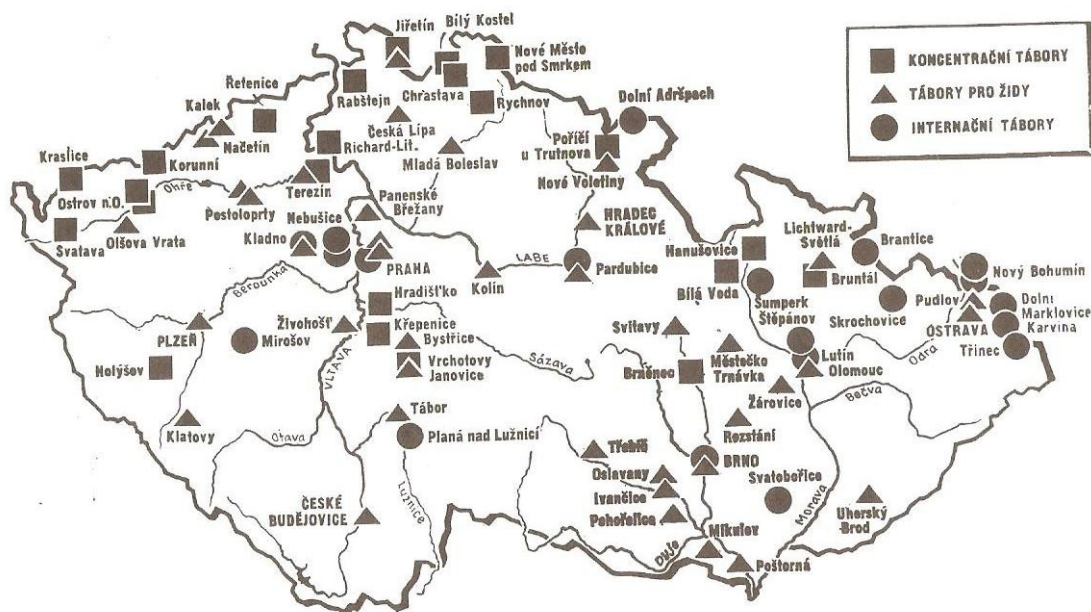 KONCENTRAČNÍ TÁBORY
TÁBORY PRO ŽIDY
INTERNAČNÍ TÁBORY
Jiřetín
Bílý Kostel
Nové Město
pod Smrkem
Řetenice
Rabštejn
Chrastava
Rychnov
Dolní Adršpach
Kalek
Načetín
Česká Lípa
Richard-Lit.
Mladá Boleslav
Poříčí
u Trutnova
Nové Voletiny
Kraslice
Korunní
Ostrov n.O.
Ohře
Terezín
Postoloprty
Panenské
Břežany
Svatava
Olšova Vrata
Nebušice
Kladno
PRAHA
LABE
Kolín
HRADEC
KRÁLOVÉ
Pardubice
Hanušovice
Bílá Voda
Lichtward-
Světlá
Bruntál
Brantice
Nový Bohumín
Pudlov
OSTRAVA
Dolní
Marklovice
Karviná
Třinec
Šumperk
Štěpánov
Skrochovice
Odra
Berounka
Hradišťko
PLZEŇ
Mirošov
Živohošť
Křepenice
Bystřice
Vrchotovy
Janovice
VLTAVA
Sázava
Svitavy
Městečko
Trnávka
Brněnec
Lutín
Olomouc
Žárovice
Bečva
Holýšov
Klatovy
Otava
Tábor
Planá nad Lužnicí
Lužnice
Rozstání
Třebíč
Oslavany
Ivančice
BRNO
Svatobořice
Pohořelice
Morava
Uherský
Brod
ČESKÉ
BUDĚJOVICE
Mikulov
Dyje
Poštorná